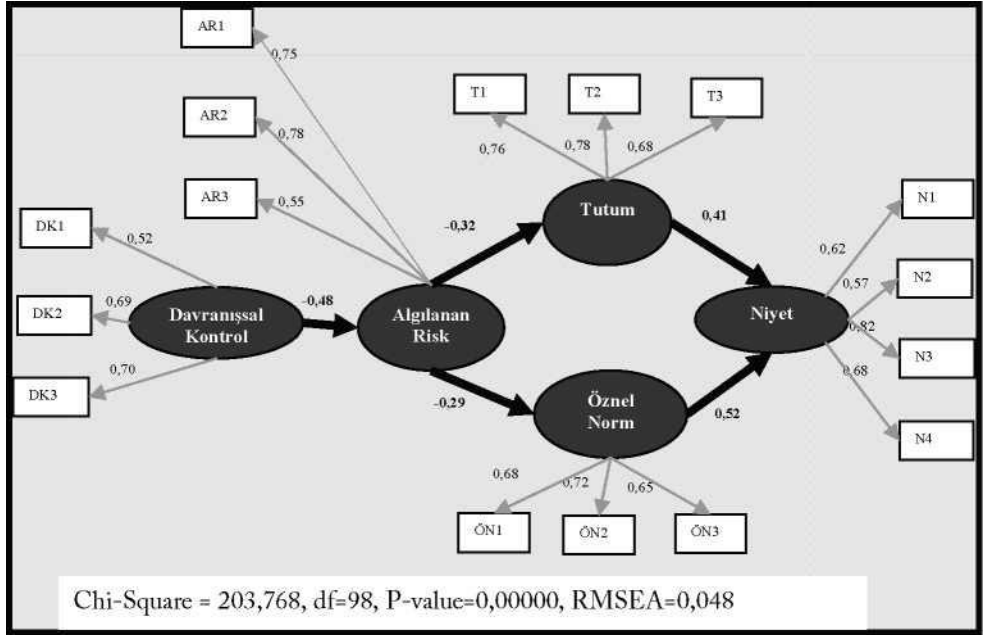 AR1
0,75
AR2
0,78
AR3
0,55
T1
T2
T3
0,76
0,78
0,68
DK1
0,52
DK2
0,69
DK3
0,70
Davranışsal
Kontrol
-0,48
Algılanan
Risk
-0,32
-0,29
Tutum
0,41
Öznel
Norm
0,52
Niyet
N1
0,62
N2
0,57
N3
0,82
N4
0,68
0,68
0,72
0,65
ÖN1
ÖN2
ÖN3
Chi-Square = 203,768, df=98, P-value=0,00000, RMSEA=0,048